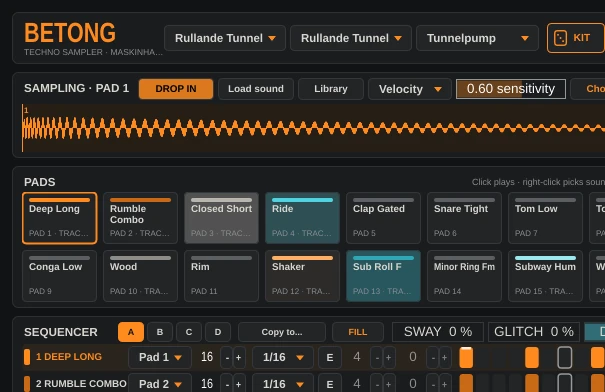 BETONG
TECHNO SAMPLER · MASKINHA...
Rullande Tunnel
Rullande Tunnel
Tunnelpump
KIT
SAMPLING · PAD 1
DROP IN
Load sound
Library
Velocity
0.60 sensitivity
Cho
1
PADS
Click plays · right-click picks soun
Deep Long
Rumble Combo
Closed Short
Ride
Clap Gated
Snare Tight
Tom Low
To
PAD 1 · TRAC...
PAD 2 · TRAC...
PAD 3 · TRAC...
PAD 4 · TRAC...
PAD 5
PAD 6
PAD 7
Conga Low
Wood
Rim
Shaker
Sub Roll F
Minor Ring Fm
Subway Hum
W
PAD 9
PAD 10 · TRA...
PAD 11
PAD 12 · TRA...
PAD 13 · TRA...
PAD 14
PAD 15 · TRA...
SEQUENCER
A
B
C
D
Copy to...
FILL
SWAY 0 %
GLITCH 0 %
1 DEEP LONG
Pad 1
16
- +
1/16
E
4
- +
0
- +
2 RUMBLE COMBO
Pad 2
16
- +
1/16
E
4
- +
0
- +